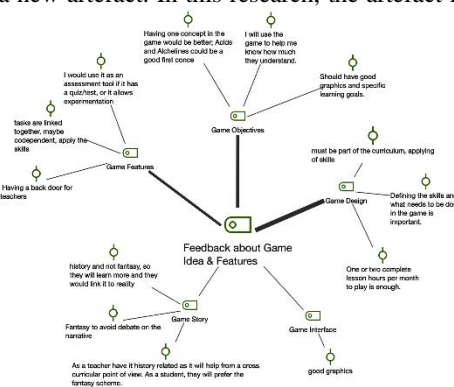 a new artefact. In this research, the artefact
Having one concept in the
game would be better; Acids
and Alchelines could be a
good first conce
I will use the
game to help me
know how much
they understand.
Should have good
graphics and specific
learning goals.
Game Objectives
I would use it as an
assessment tool if it has
a quiz/test, or it allows
experimentation
tasks are linked
together, maybe
codependent, apply the
skills
Having a back door for
teachers
Game Features
must be part of the curriculum, applying
of skills
Defining the skills and
what needs to be do
in the game is
important.
One or two complete
lesson hours per month
to play is enough.
Game Design
Feedback about Game
Idea & Features
history and not fantasy, so
they will learn more and they
would link it to reality
Fantasy to avoid debate on the
narrative
As a teacher have it history related as it will help from a cross
curricular point of view. As a student, they will prefer the
fantasy scheme.
Game Story
Game Interface
good graphics